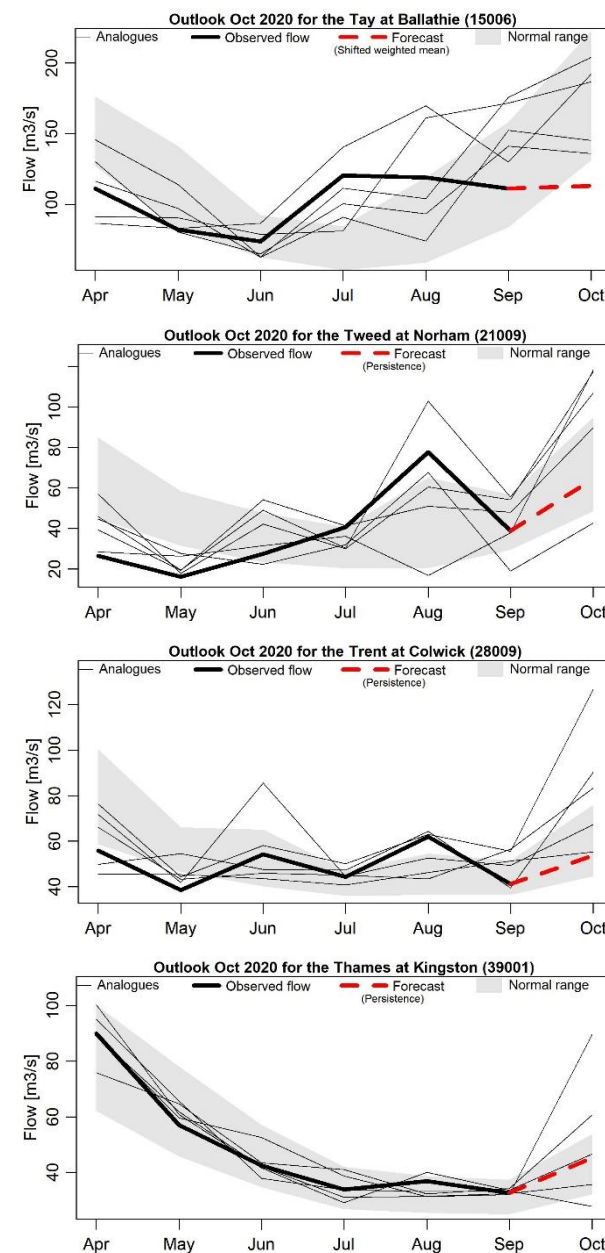 Outlook Oct 2020 for the Tay at Ballathie (15006)
Analogues Observed flow Forecast Normal range
(Shifted weighted mean)
Flow [m3/s]
200
150
100
Apr May Jun Jul Aug Sep Oct
Outlook Oct 2020 for the Tweed at Norham (21009)
Analogues Observed flow Forecast Normal range
(Persistence)
Flow [m3/s]
100
80
60
40
20
Apr May Jun Jul Aug Sep Oct
Outlook Oct 2020 for the Trent at Colwick (28009)
Analogues Observed flow Forecast Normal range
(Persistence)
Flow [m3/s]
120
100
80
60
40
Apr May Jun Jul Aug Sep Oct
Outlook Oct 2020 for the Thames at Kingston (39001)
Analogues Observed flow Forecast Normal range
(Persistence)
Flow [m3/s]
100
80
60
40
Apr May Jun Jul Aug Sep Oct